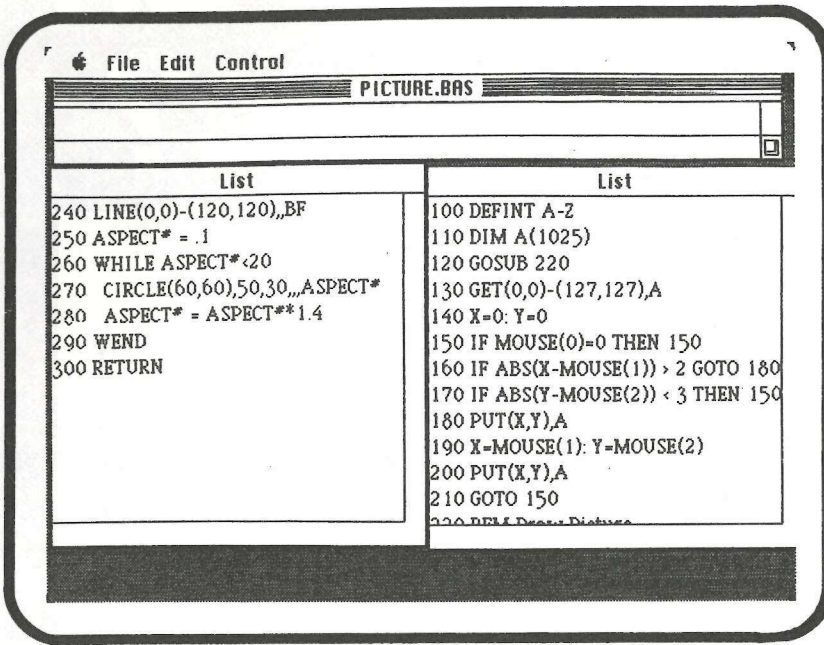 File Edit Control
PICTURE.BAS
List
240 LINE(0,0)-(120,120),,BF
250 ASPECT# = .1
260 WHILE ASPECT#<20
270 CIRCLE(60,60),50,30,,,ASPECT#
280 ASPECT# = ASPECT#*1.4
290 WEND
300 RETURN
List
100 DEFINT A-Z
110 DIM A(1025)
120 GOSUB 220
130 GET(0,0)-(127,127),A
140 X=0: Y=0
150 IF MOUSE(0)=0 THEN 150
160 IF ABS(X-MOUSE(1)) > 2 GOTO 180
170 IF ABS(Y-MOUSE(2)) < 3 THEN 150
180 PUT(X,Y),A
190 X=MOUSE(1): Y=MOUSE(2)
200 PUT(X,Y),A
210 GOTO 150
220 REM Draw Picture